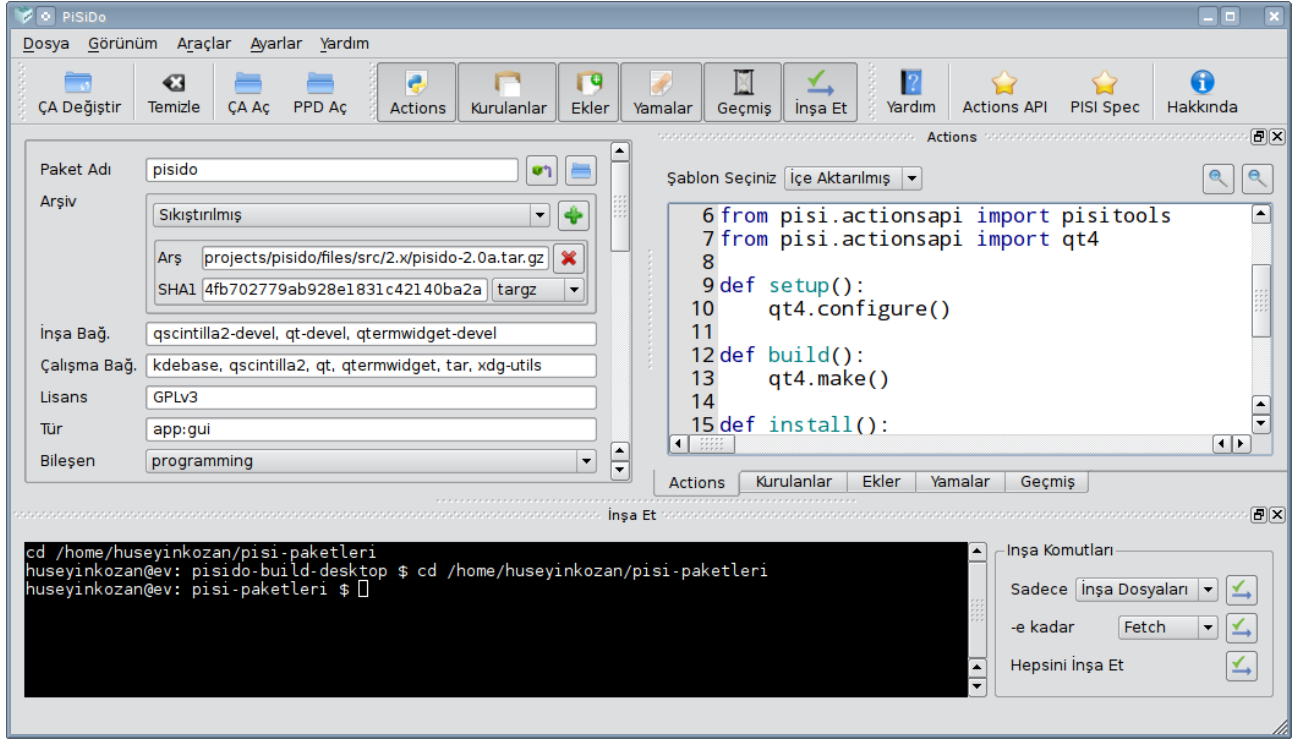 PiSiDo
Dosya Görünüm Araçlar Ayarlar Yardım
ÇA Değiştir Temizle ÇA Aç PPD Aç Actions Kurulanlar Ekler Yamalar Geçmiş İnşa Et Yardım Actions API PISI Spec Hakkında
Paket Adı pisido
Arşiv
Sıkıştırılmış
Arş projects/pisido/files/src/2.x/pisido-2.0a.tar.gz
SHA1 4fb702779ab928e1831c42140ba2a targz
İnşa Bağ. qscintilla2-devel, qt-devel, qtermwidget-devel
Çalışma Bağ. kdebase, qscintilla2, qt, qtermwidget, tar, xdg-utils
Lisans GPLv3
Tür app:gui
Bileşen programming
Actions
Şablon Seçiniz İçe Aktarılmış
6 from pisi.actionsapi import pisitools
7 from pisi.actionsapi import qt4
8
9 def setup():
10     qt4.configure()
11
12 def build():
13     qt4.make()
14
15 def install():
Actions Kurulanlar Ekler Yamalar Geçmiş
İnşa Et
cd /home/huseyinkozan/pisi-paketleri
huseyinkozan@ev: pisido-build-desktop $ cd /home/huseyinkozan/pisi-paketleri
huseyinkozan@ev: pisi-paketleri $
İnşa Komutları
Sadece İnşa Dosyaları
-e kadar Fetch
Hepsini İnşa Et